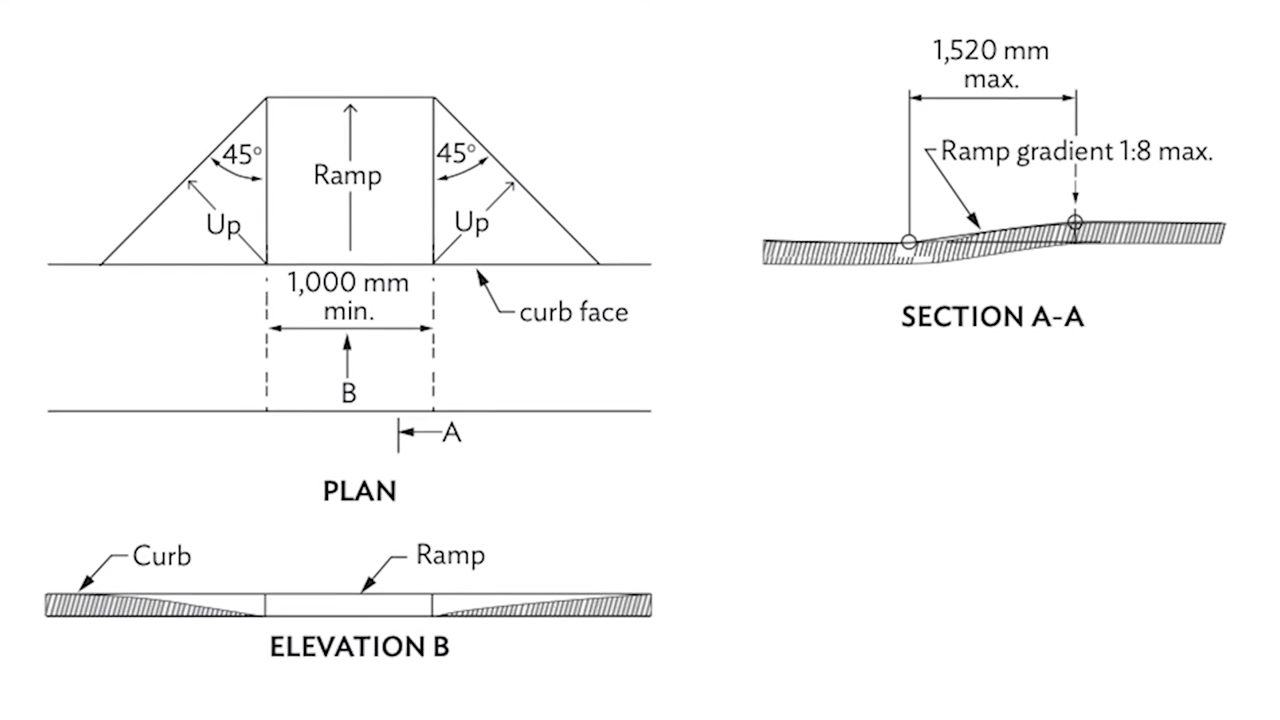 45°
Ramp
45°
Up
Up
1,000 mm
min.
curb face
B
A
PLAN
Curb
Ramp
ELEVATION B
1,520 mm
max.
Ramp gradient 1:8 max.
SECTION A-A